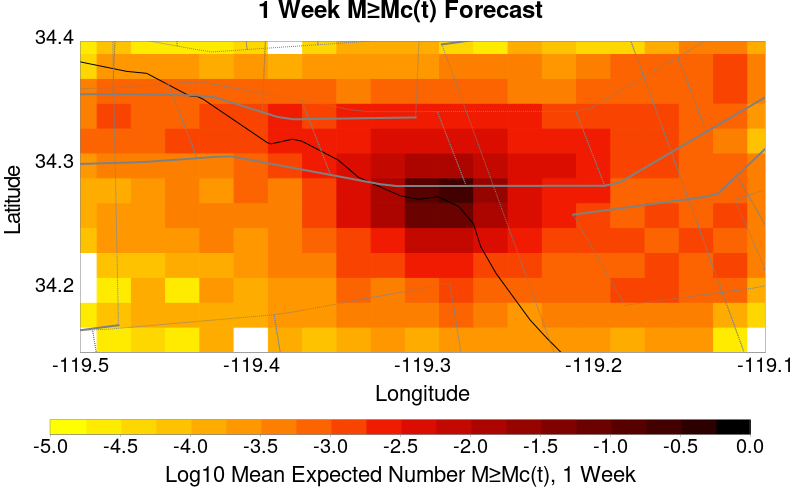 1 Week M≥Mc(t) Forecast
34.4
34.3
34.2
Latitude
-119.5 -119.4 -119.3 -119.2 -119.1
Longitude
-5.0 -4.5 -4.0 -3.5 -3.0 -2.5 -2.0 -1.5 -1.0 -0.5 0.0
Log10 Mean Expected Number M≥Mc(t), 1 Week